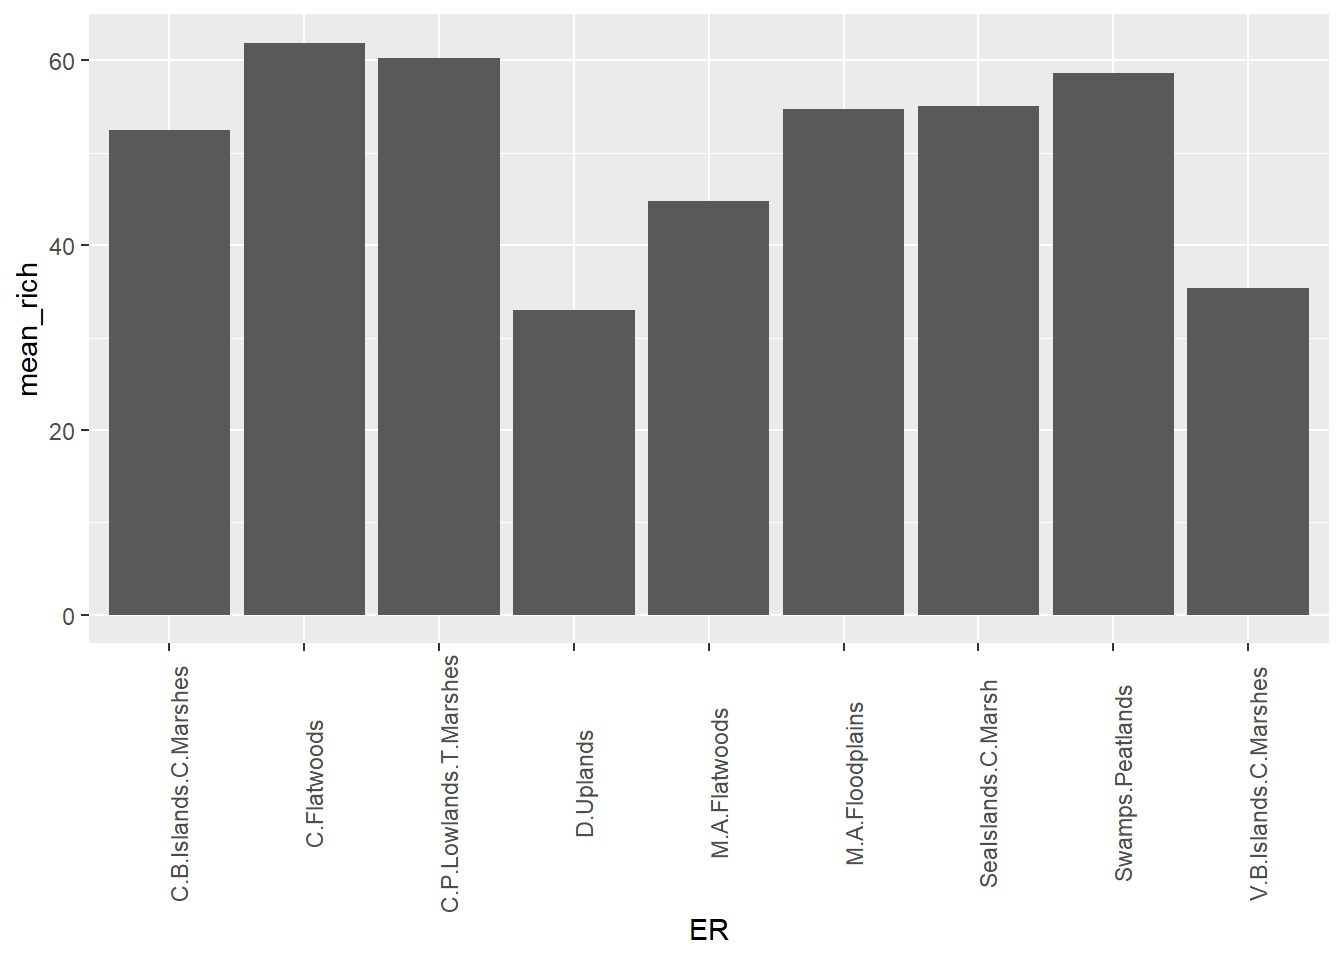 mean_rich
60
40
20
0
C.B.Islands.C.Marshes
C.Flatwoods
C.P.Lowlands.T.Marshes
D.Uplands
M.A.Flatwoods
M.A.Floodplains
SeaIslands.C.Marsh
Swamps.Peatlands
V.B.Islands.C.Marshes
ER